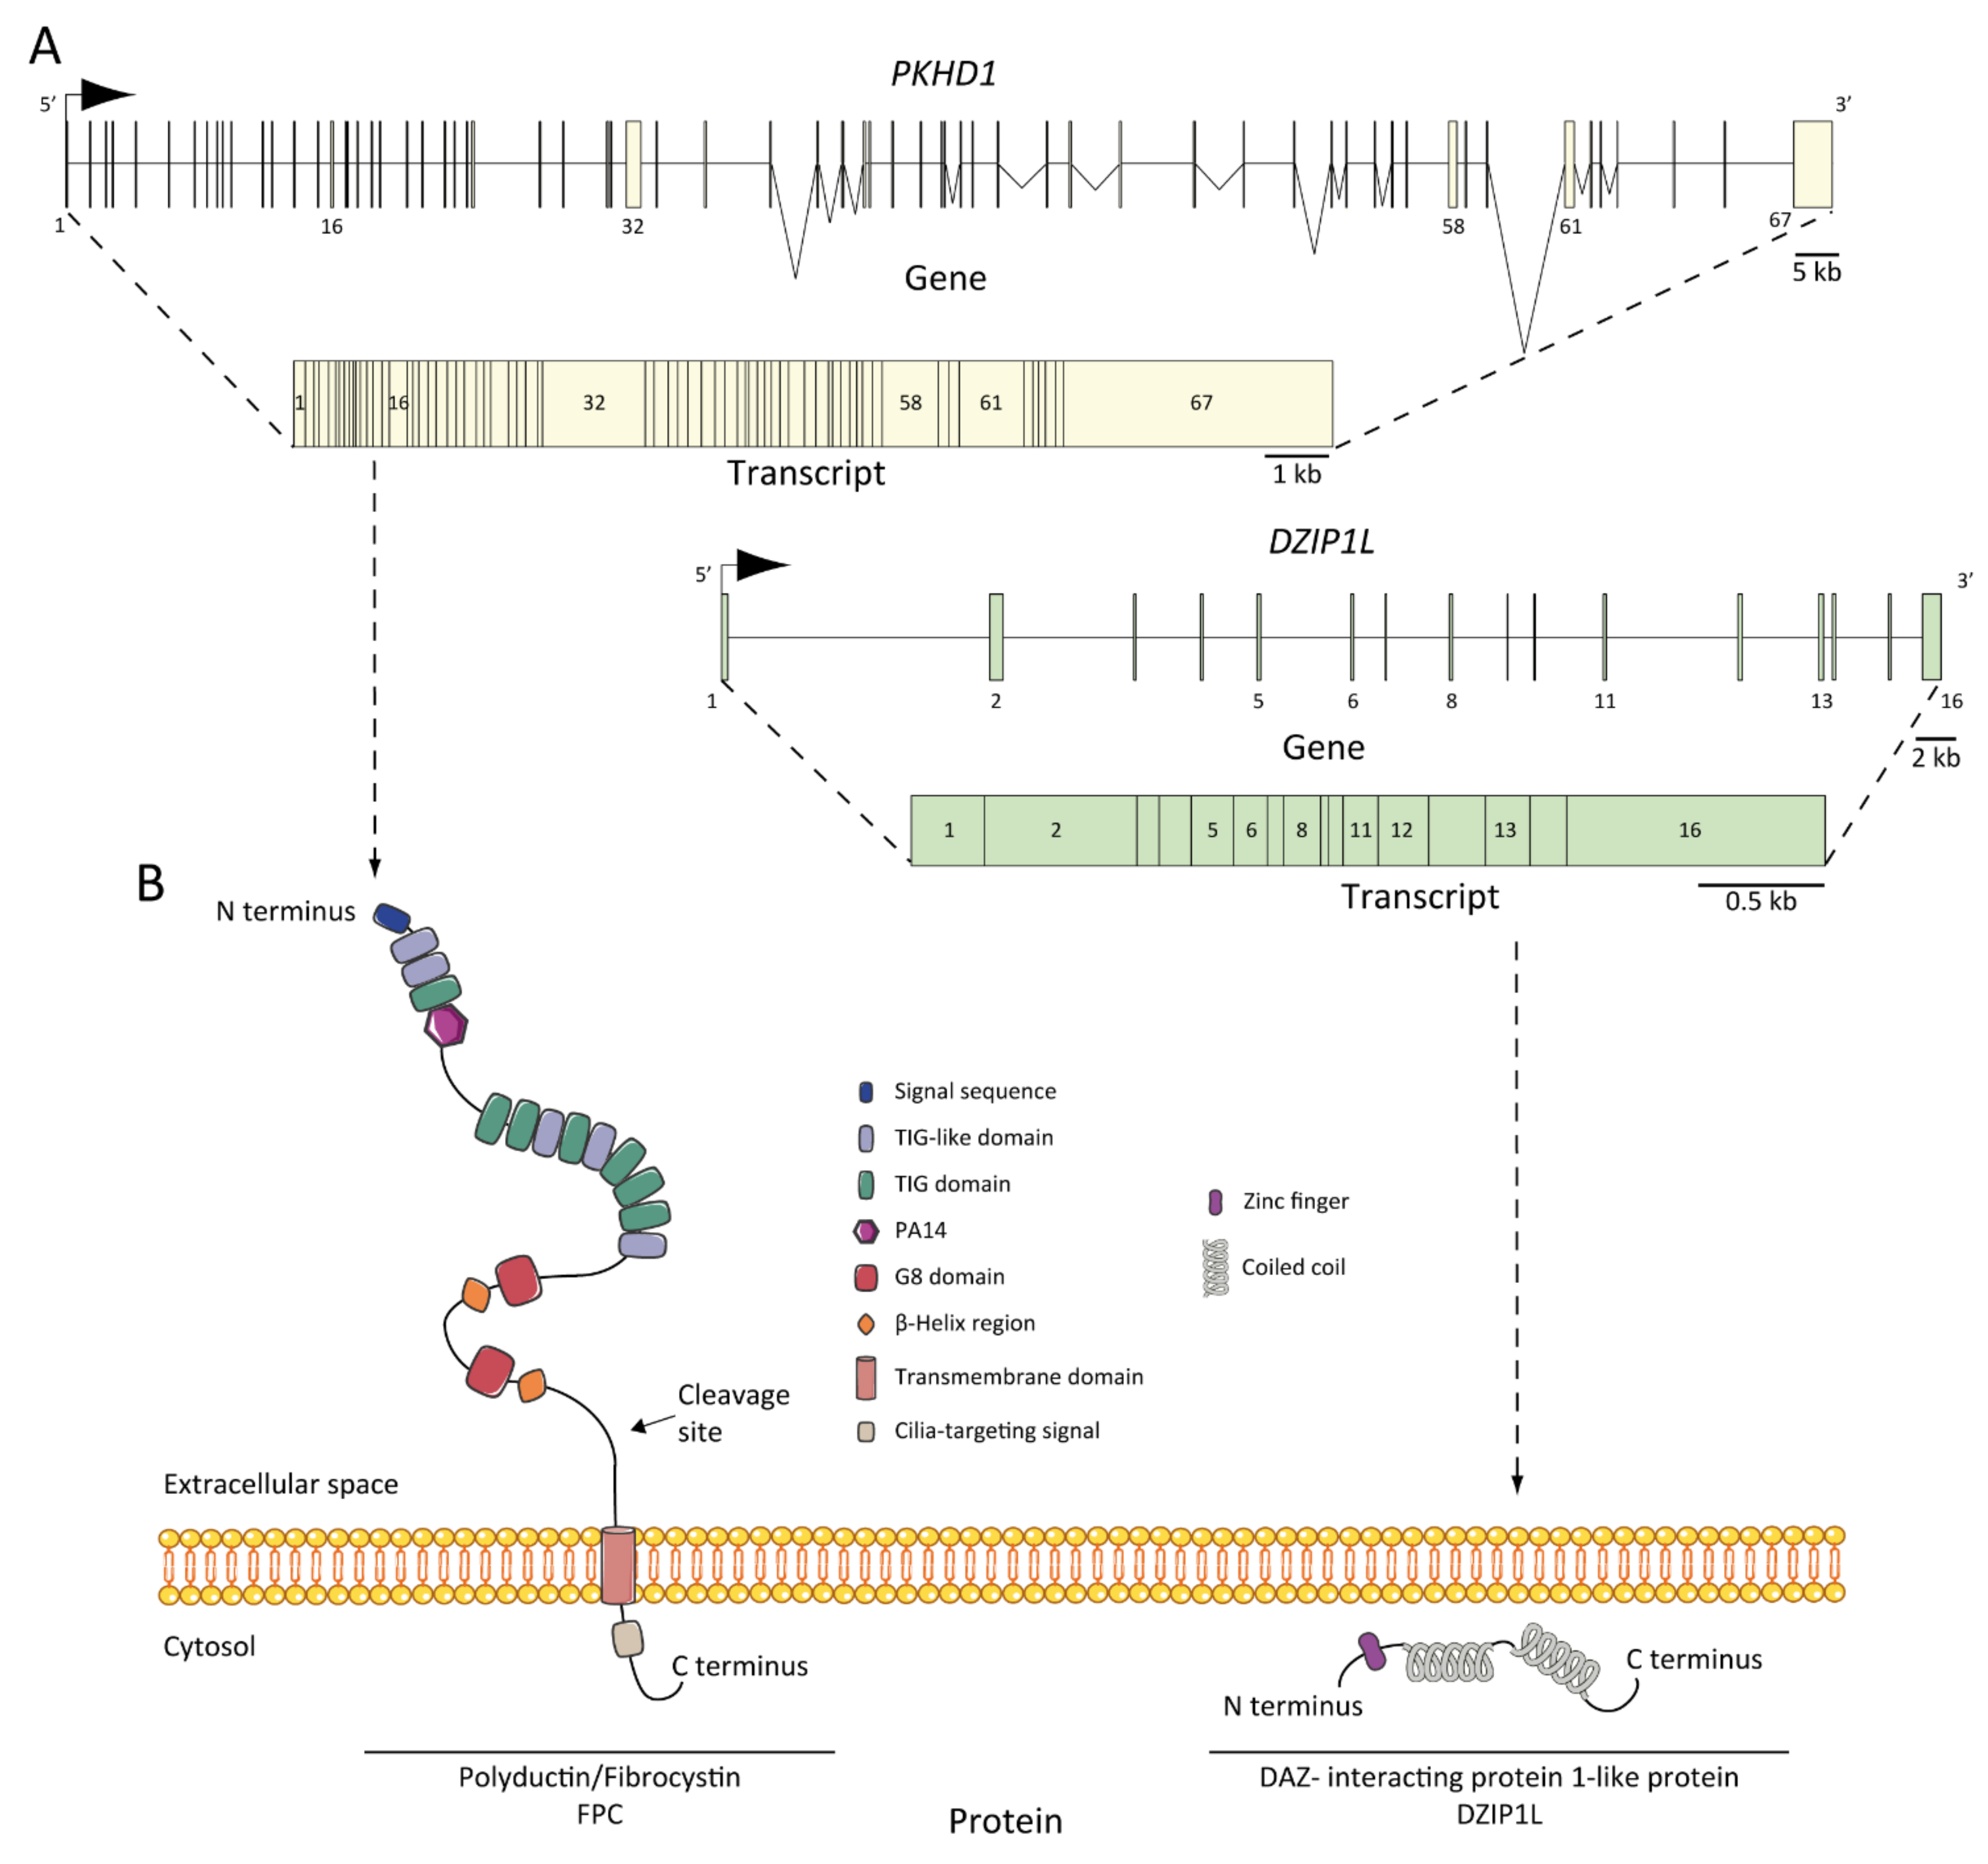 A
PKHD1
5’
3’
1
16
32
58
61
67
5 kb
Gene
1
16
32
58
61
67
Transcript
1 kb
DZIP1L
5’
3’
1
2
5
6
8
11
13
16
Gene
2 kb
1
2
5
6
8
11
12
13
16
Transcript
0.5 kb
B
N terminus
Signal sequence
TIG-like domain
TIG domain
PA14
G8 domain
β-Helix region
Transmembrane domain
Cilia-targeting signal
Zinc finger
Coiled coil
Cleavage
site
Extracellular space
Cytosol
C terminus
C terminus
N terminus
Polyductin/Fibrocystin
FPC
Protein
DAZ- interacting protein 1-like protein
DZIP1L